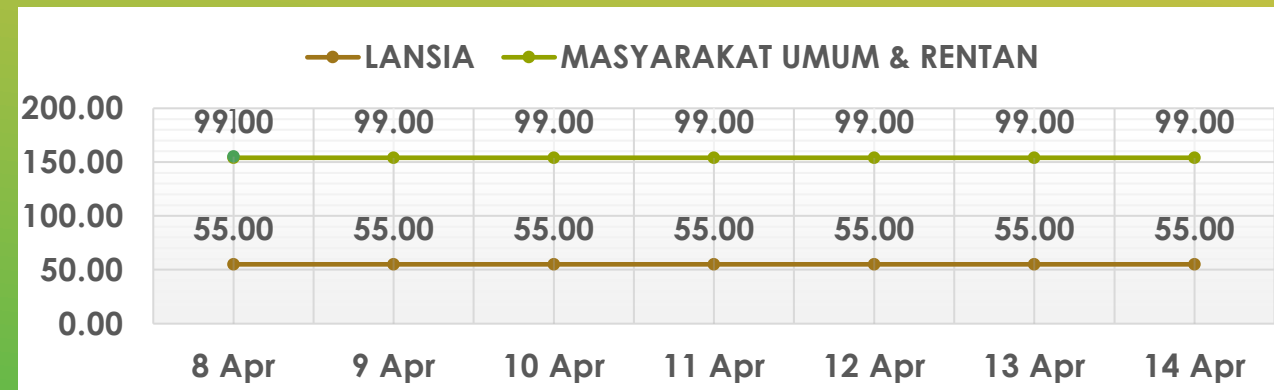 LANSIA MASYARAKAT UMUM & RENTAN
200.00
99.00 99.00 99.00 99.00 99.00 99.00 99.00
150.00
100.00
55.00 55.00 55.00 55.00 55.00 55.00 55.00
50.00
0.00
8 Apr 9 Apr 10 Apr 11 Apr 12 Apr 13 Apr 14 Apr